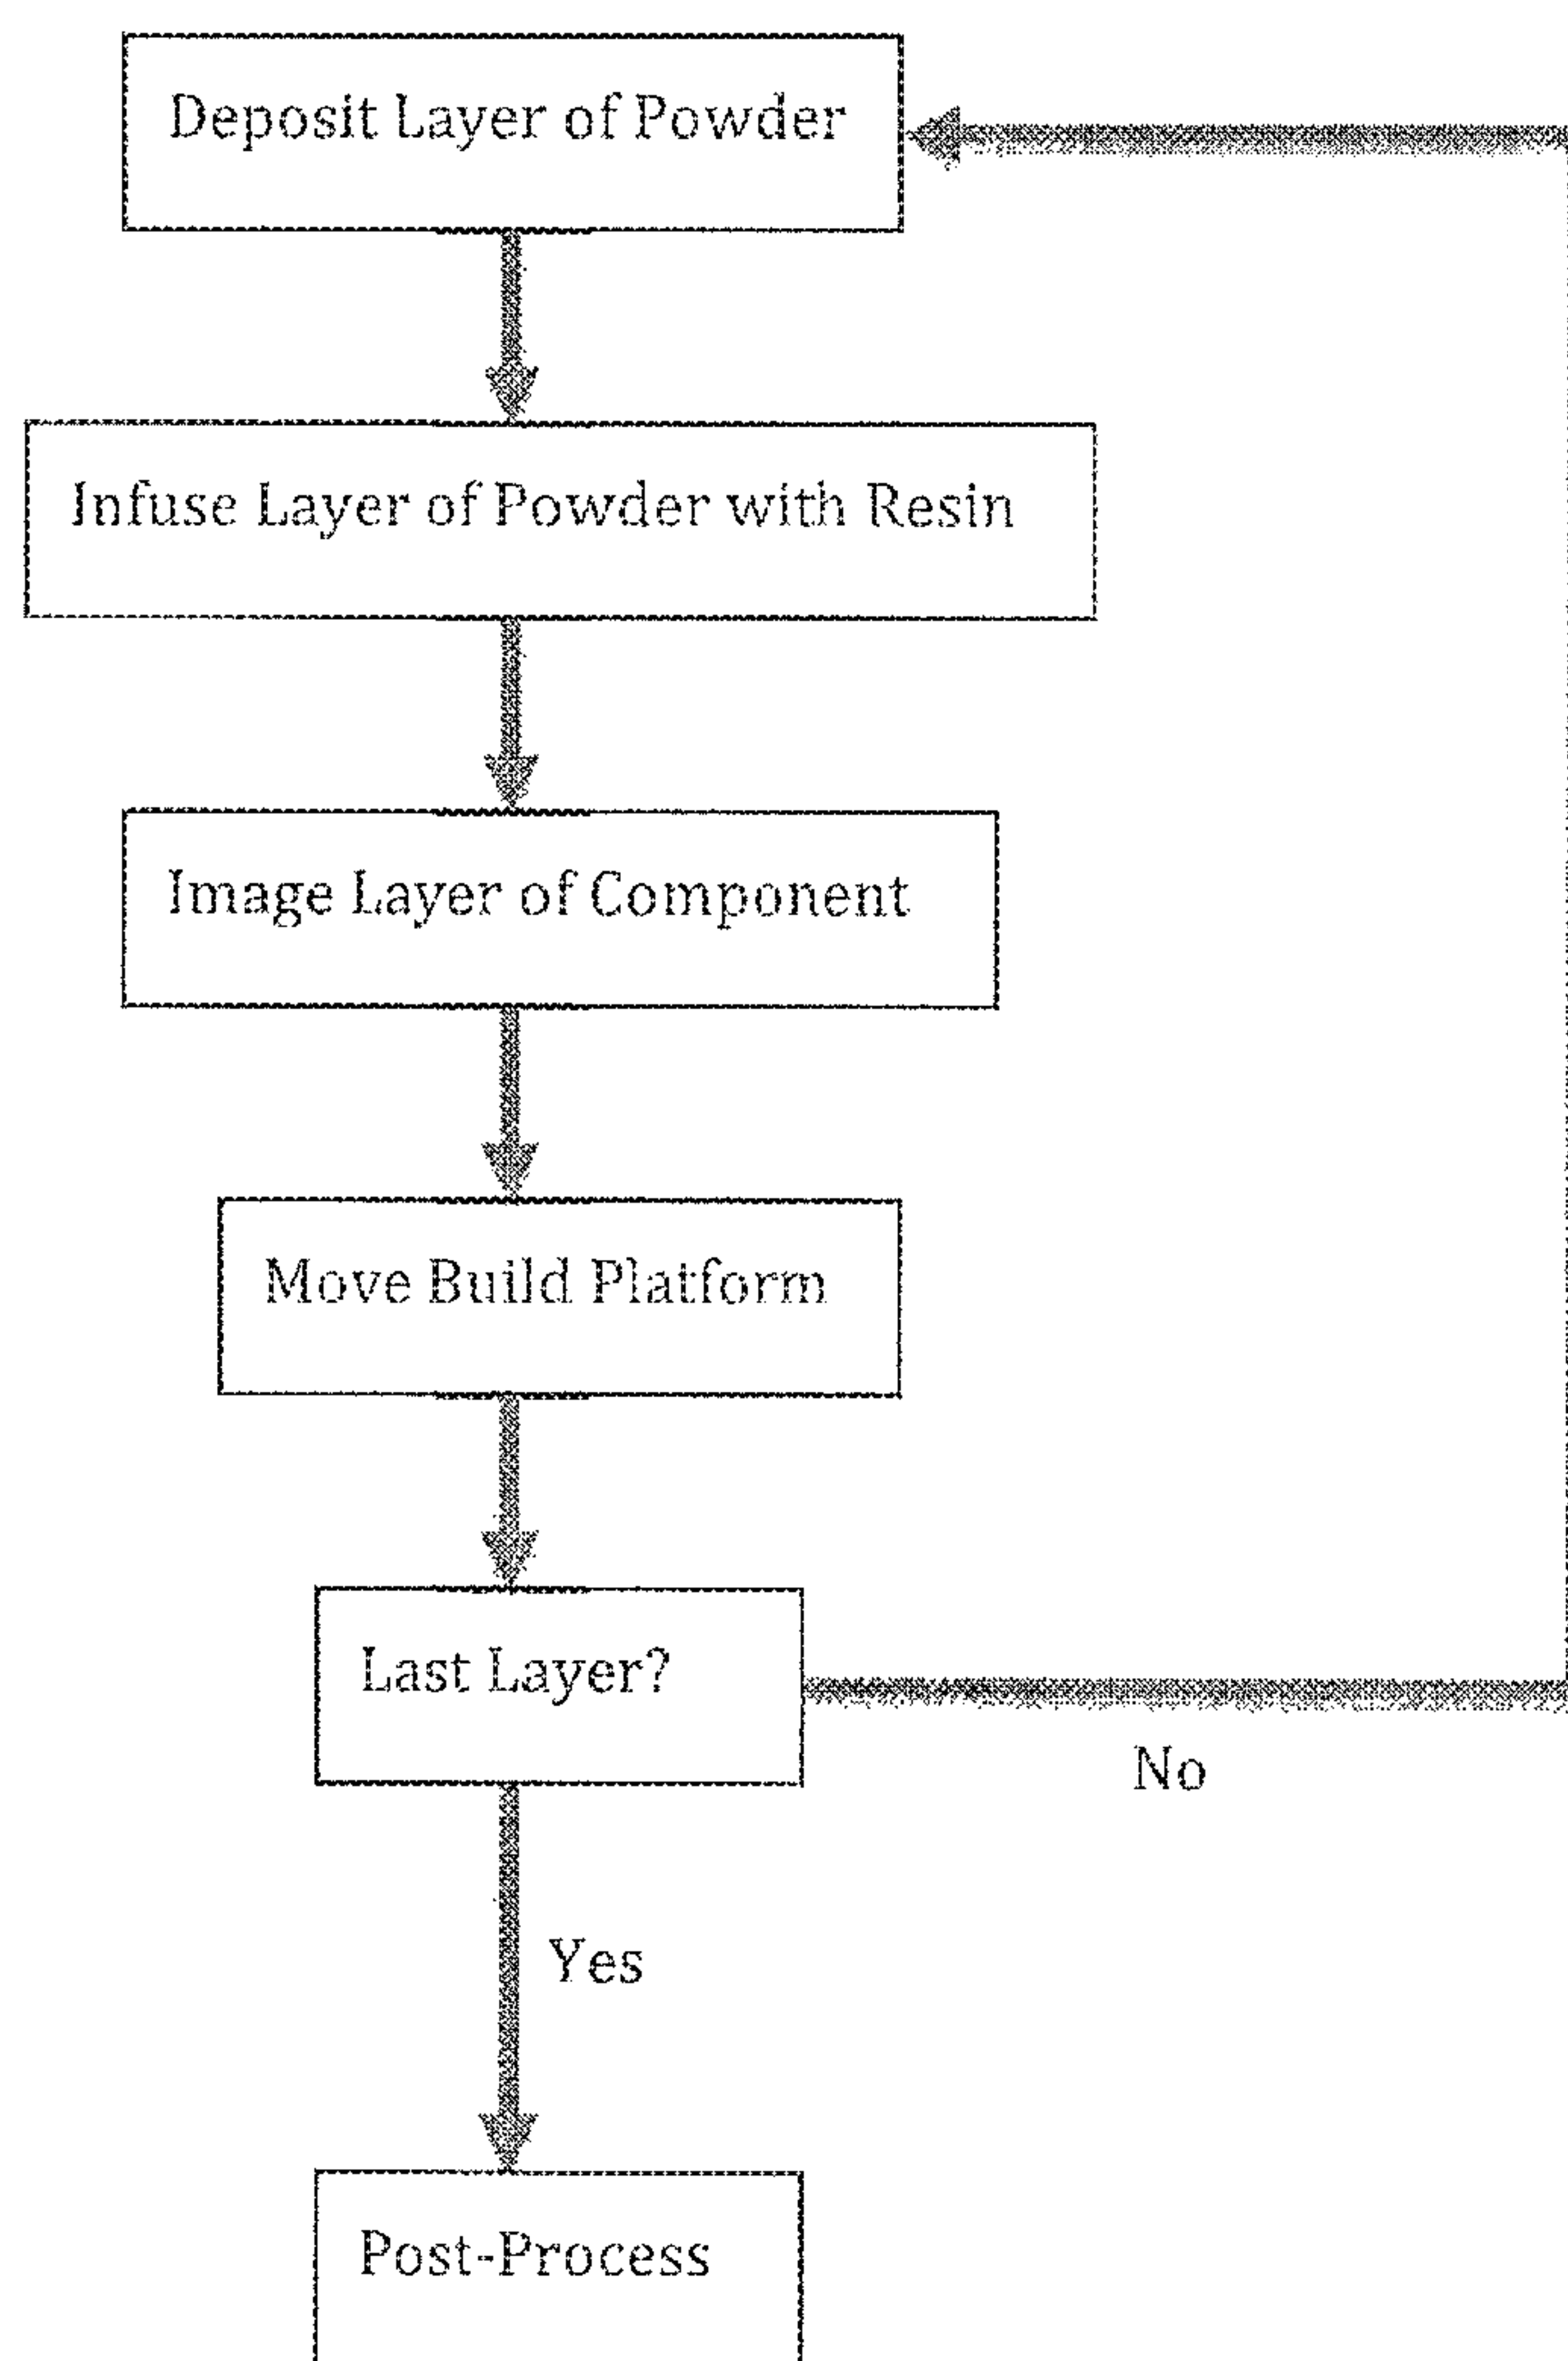 Deposit Layer of Powder
Infuse Layer of Powder with Resin
Image Layer of Component
Move Build Platform
Last Layer?
No
Yes
Post-Process